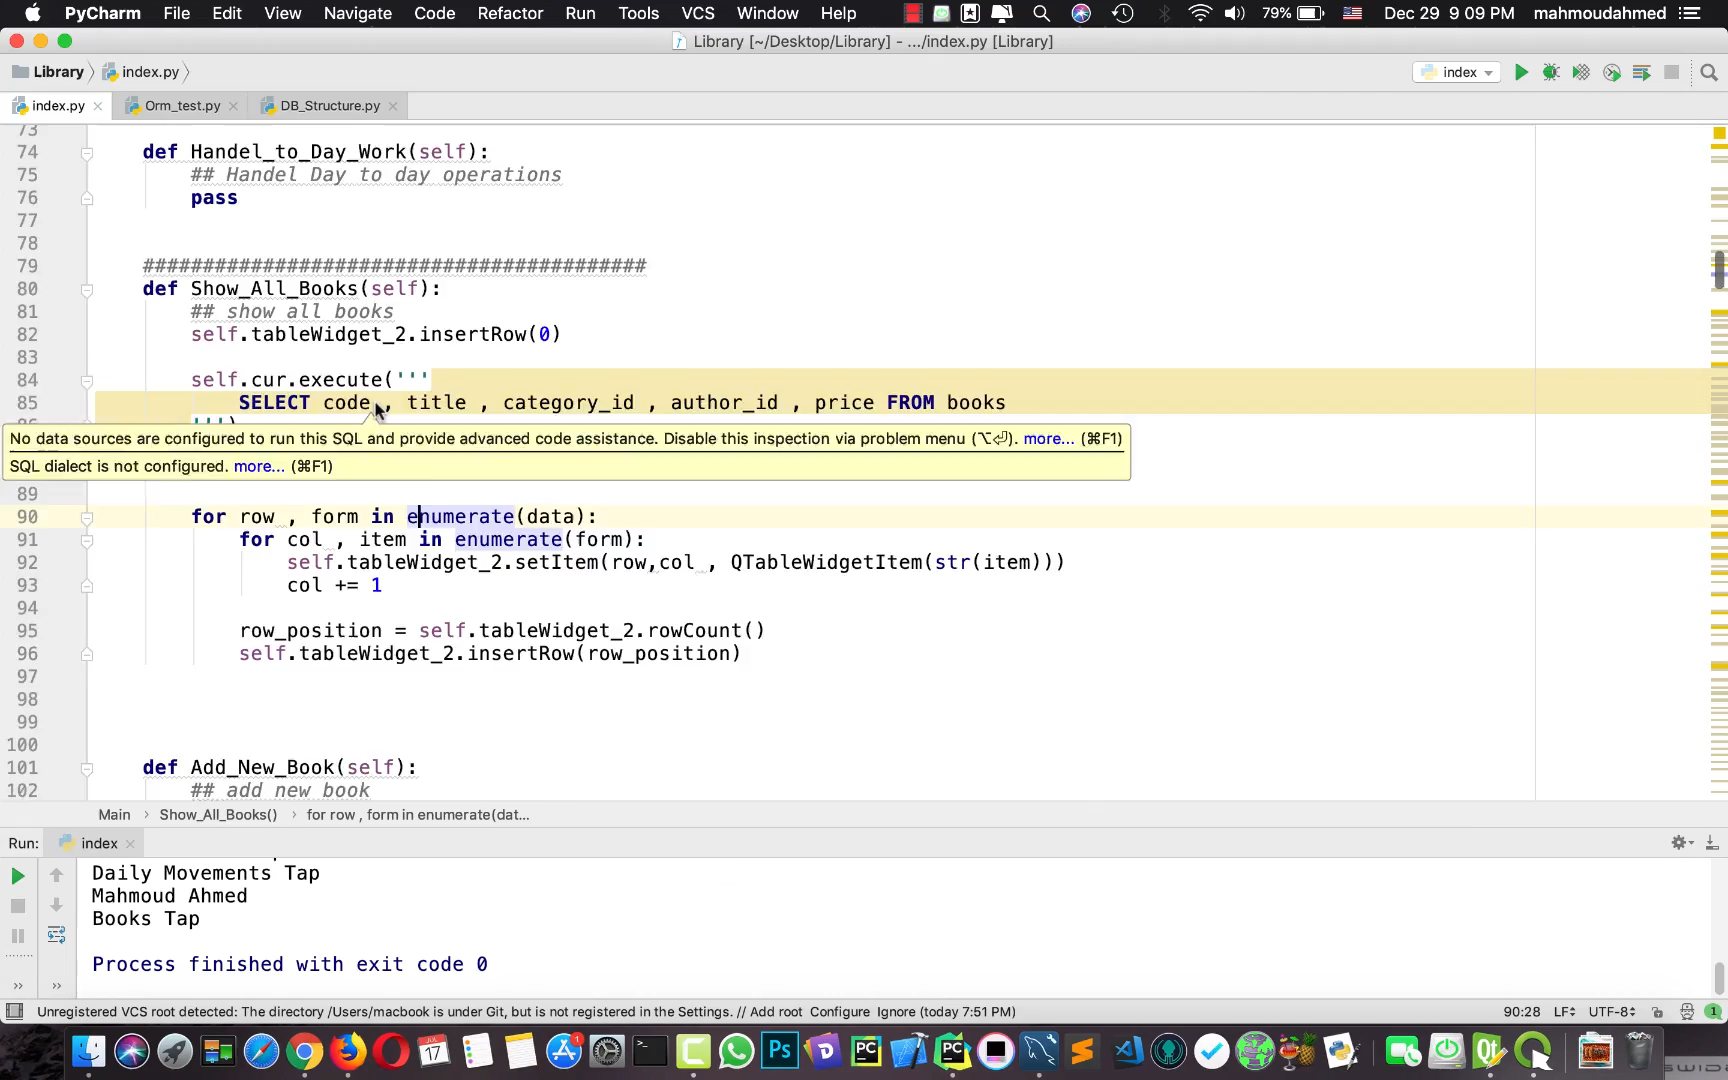 PyCharm File Edit View Navigate Code Refactor Run Tools VCS Window Help 79% Dec 29 9:09 PM mahmoudahmed
Library [~/Desktop/Library] - .../index.py [Library]
Library index.py index
index.py Orm_test.py DB_Structure.py
73
74 def Handel_to_Day_Work(self):
75 ## Handel Day to day operations
76 pass
77
78
79 ##########################################
80 def Show_All_Books(self):
81 ## show all books
82 self.tableWidget_2.insertRow(0)
83
84 self.cur.execute('''
85 SELECT code , title , category_id , author_id , price FROM books
''')
No data sources are configured to run this SQL and provide advanced code assistance. Disable this inspection via problem menu (⌥⏎). more... (⌘F1)
SQL dialect is not configured. more... (⌘F1)
89
90 for row , form in enumerate(data):
91 for col , item in enumerate(form):
92 self.tableWidget_2.setItem(row,col , QTableWidgetItem(str(item)))
93 col += 1
94
95 row_position = self.tableWidget_2.rowCount()
96 self.tableWidget_2.insertRow(row_position)
97
98
99
100
101 def Add_New_Book(self):
102 ## add new book
Main Show_All_Books() for row , form in enumerate(dat...
Run: index
Daily Movements Tap
Mahmoud Ahmed
Books Tap
Process finished with exit code 0
Unregistered VCS root detected: The directory /Users/macbook is under Git, but is not registered in the Settings. // Add root Configure Ignore (today 7:51 PM) 90:28 LF UTF-8 1
17 1 Ps PC PC Qt